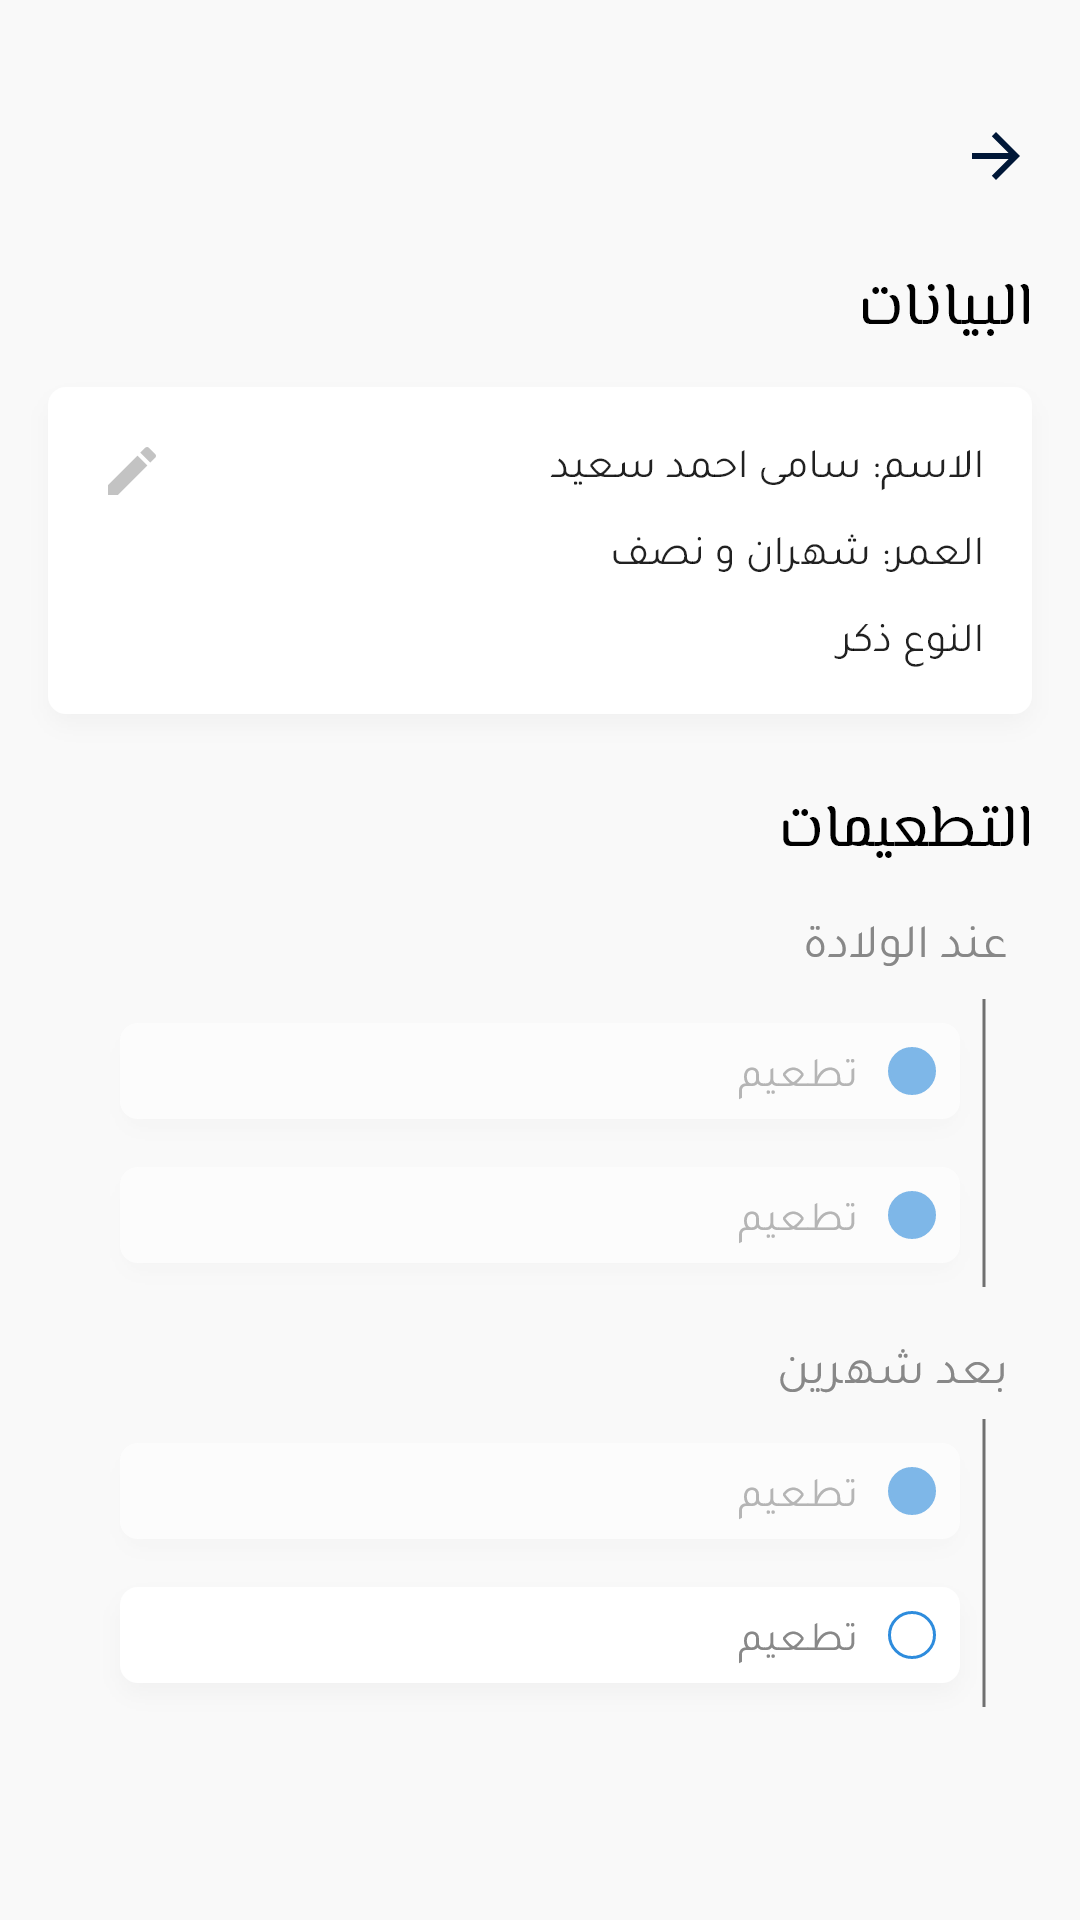 البيانات
الاسم: سامى احمد سعيد
العمر: شهران و نصف
النوع ذكر
التطعيمات
عند الولادة
تطعيم
تطعيم
بعد شهرين
تطعيم
تطعيم